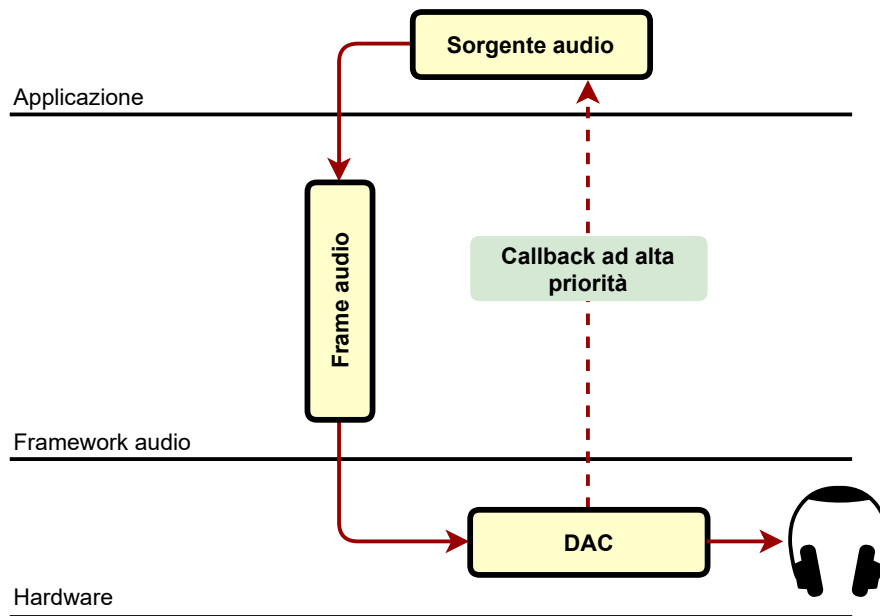 Sorgente audio
Applicazione
Frame audio
Callback ad alta
priorità
Framework audio
DAC
Hardware